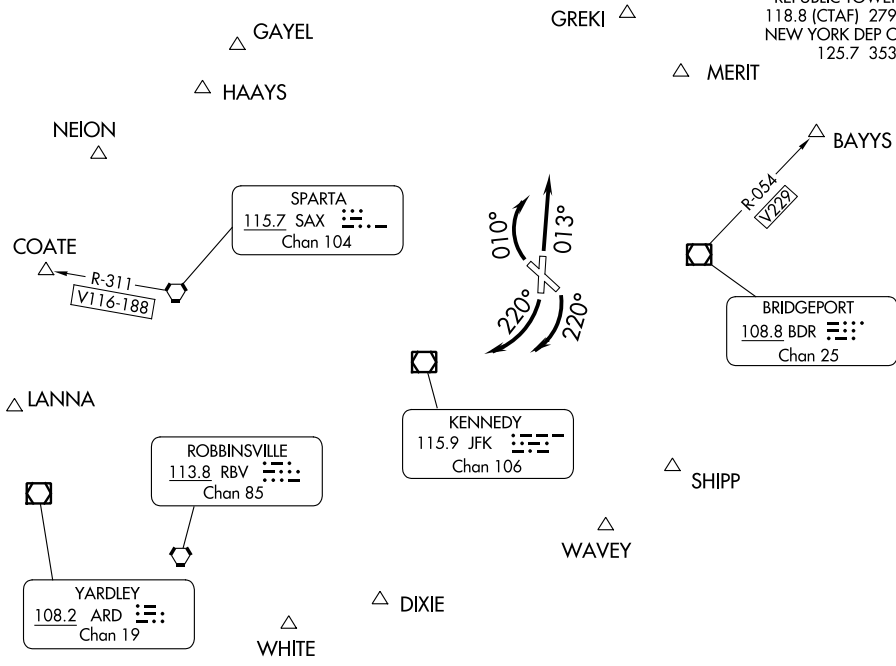 REPUBLIC TOWER
118.8 (CTAF) 279
NEW YORK DEP C
125.7 353
GREKI
GAYEL
MERIT
HAAYS
BAYYS
NEION
R-054
V229
SPARTA
115.7 SAX
Chan 104
010°
013°
COATE
R-311
V116-188
220°
220°
BRIDGEPORT
108.8 BDR
Chan 25
LANNA
KENNEDY
115.9 JFK
Chan 106
ROBBINSVILLE
113.8 RBV
Chan 85
SHIPP
WAVEY
YARDLEY
108.2 ARD
Chan 19
DIXIE
WHITE